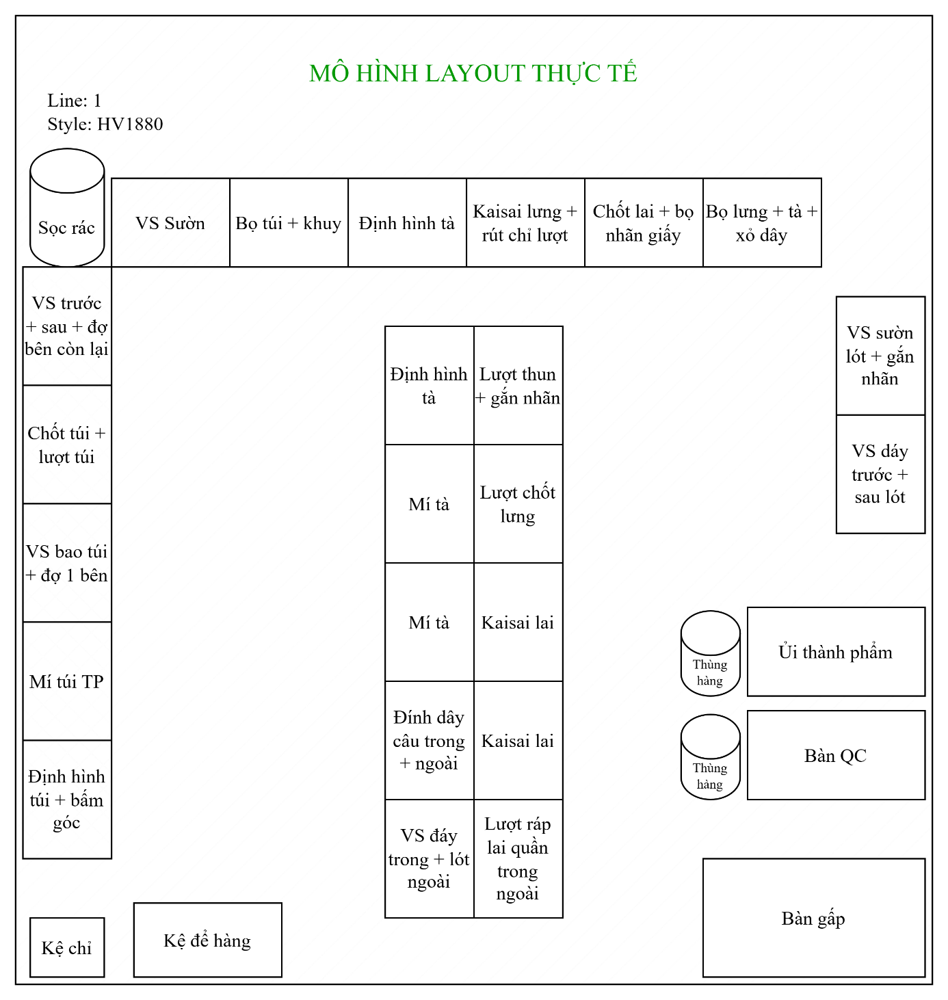 MÔ HÌNH LAYOUT THỰC TẾ
Line: 1
Style: HV1880
Sọc rác
VS Sườn
Bọ túi + khuy
Định hình tà
Kaisai lưng +
rút chỉ lượt
Chốt lai + bọ
nhãn giấy
Bọ lưng + tà +
xỏ dây
VS trước
+ sau + đợ
bên còn lại
Chốt túi +
lượt túi
VS bao túi
+ đợ 1 bên
Mí túi TP
Định hình
túi + bấm
góc
Định hình
tà
Lượt thun
+ gắn nhãn
Mí tà
Lượt chốt
lưng
Mí tà
Kaisai lai
Đính dây
câu trong
+ ngoài
Kaisai lai
VS đáy
trong + lót
ngoài
Lượt ráp
lai quần
trong
ngoài
VS sườn
lót + gắn
nhãn
VS dáy
trước +
sau lót
Thùng
hàng
Ủi thành phẩm
Thùng
hàng
Bàn QC
Bàn gấp
Kệ chỉ
Kệ để hàng